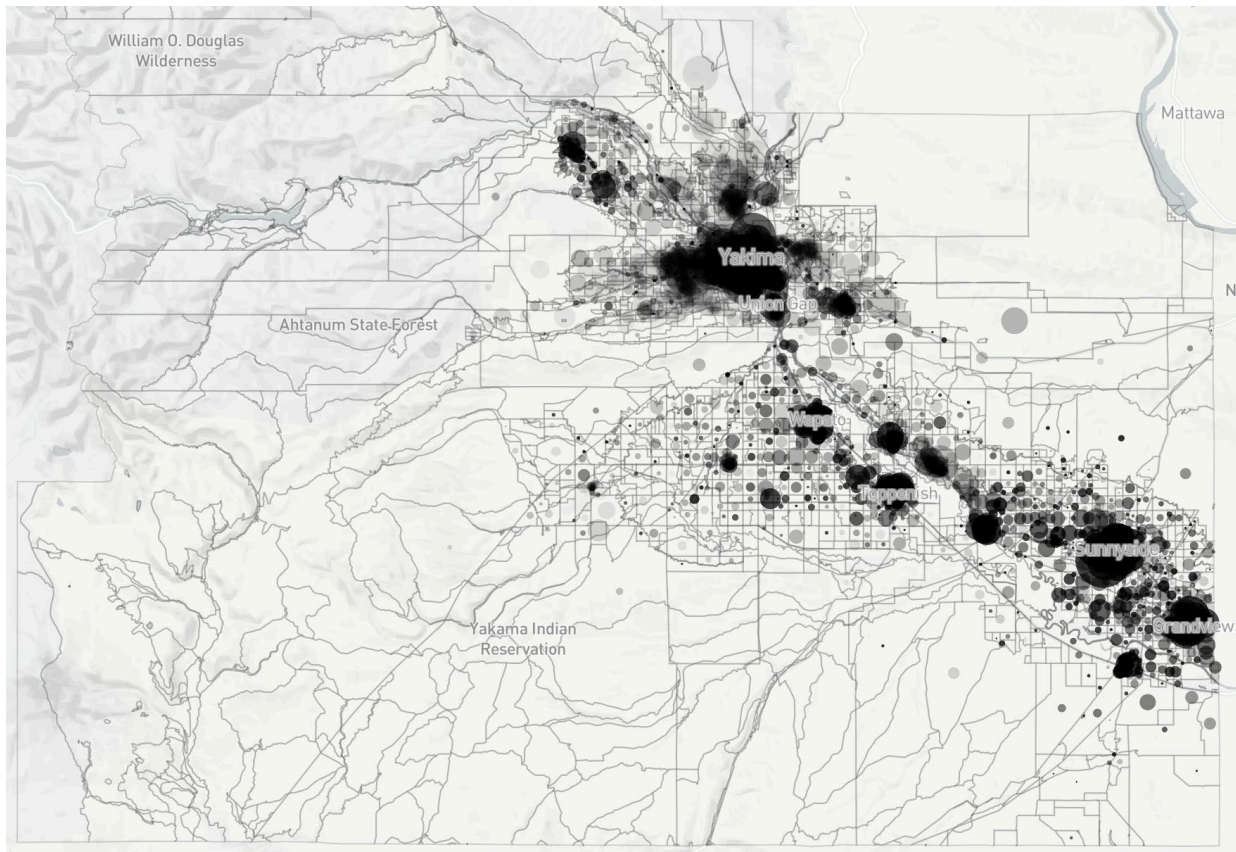 William O. Douglas
Wilderness
Mattawa
Yakima
N
Union Gap
Ahtanum State Forest
Wapato
Toppenish
Sunnyside
Grandview
Yakama Indian
Reservation